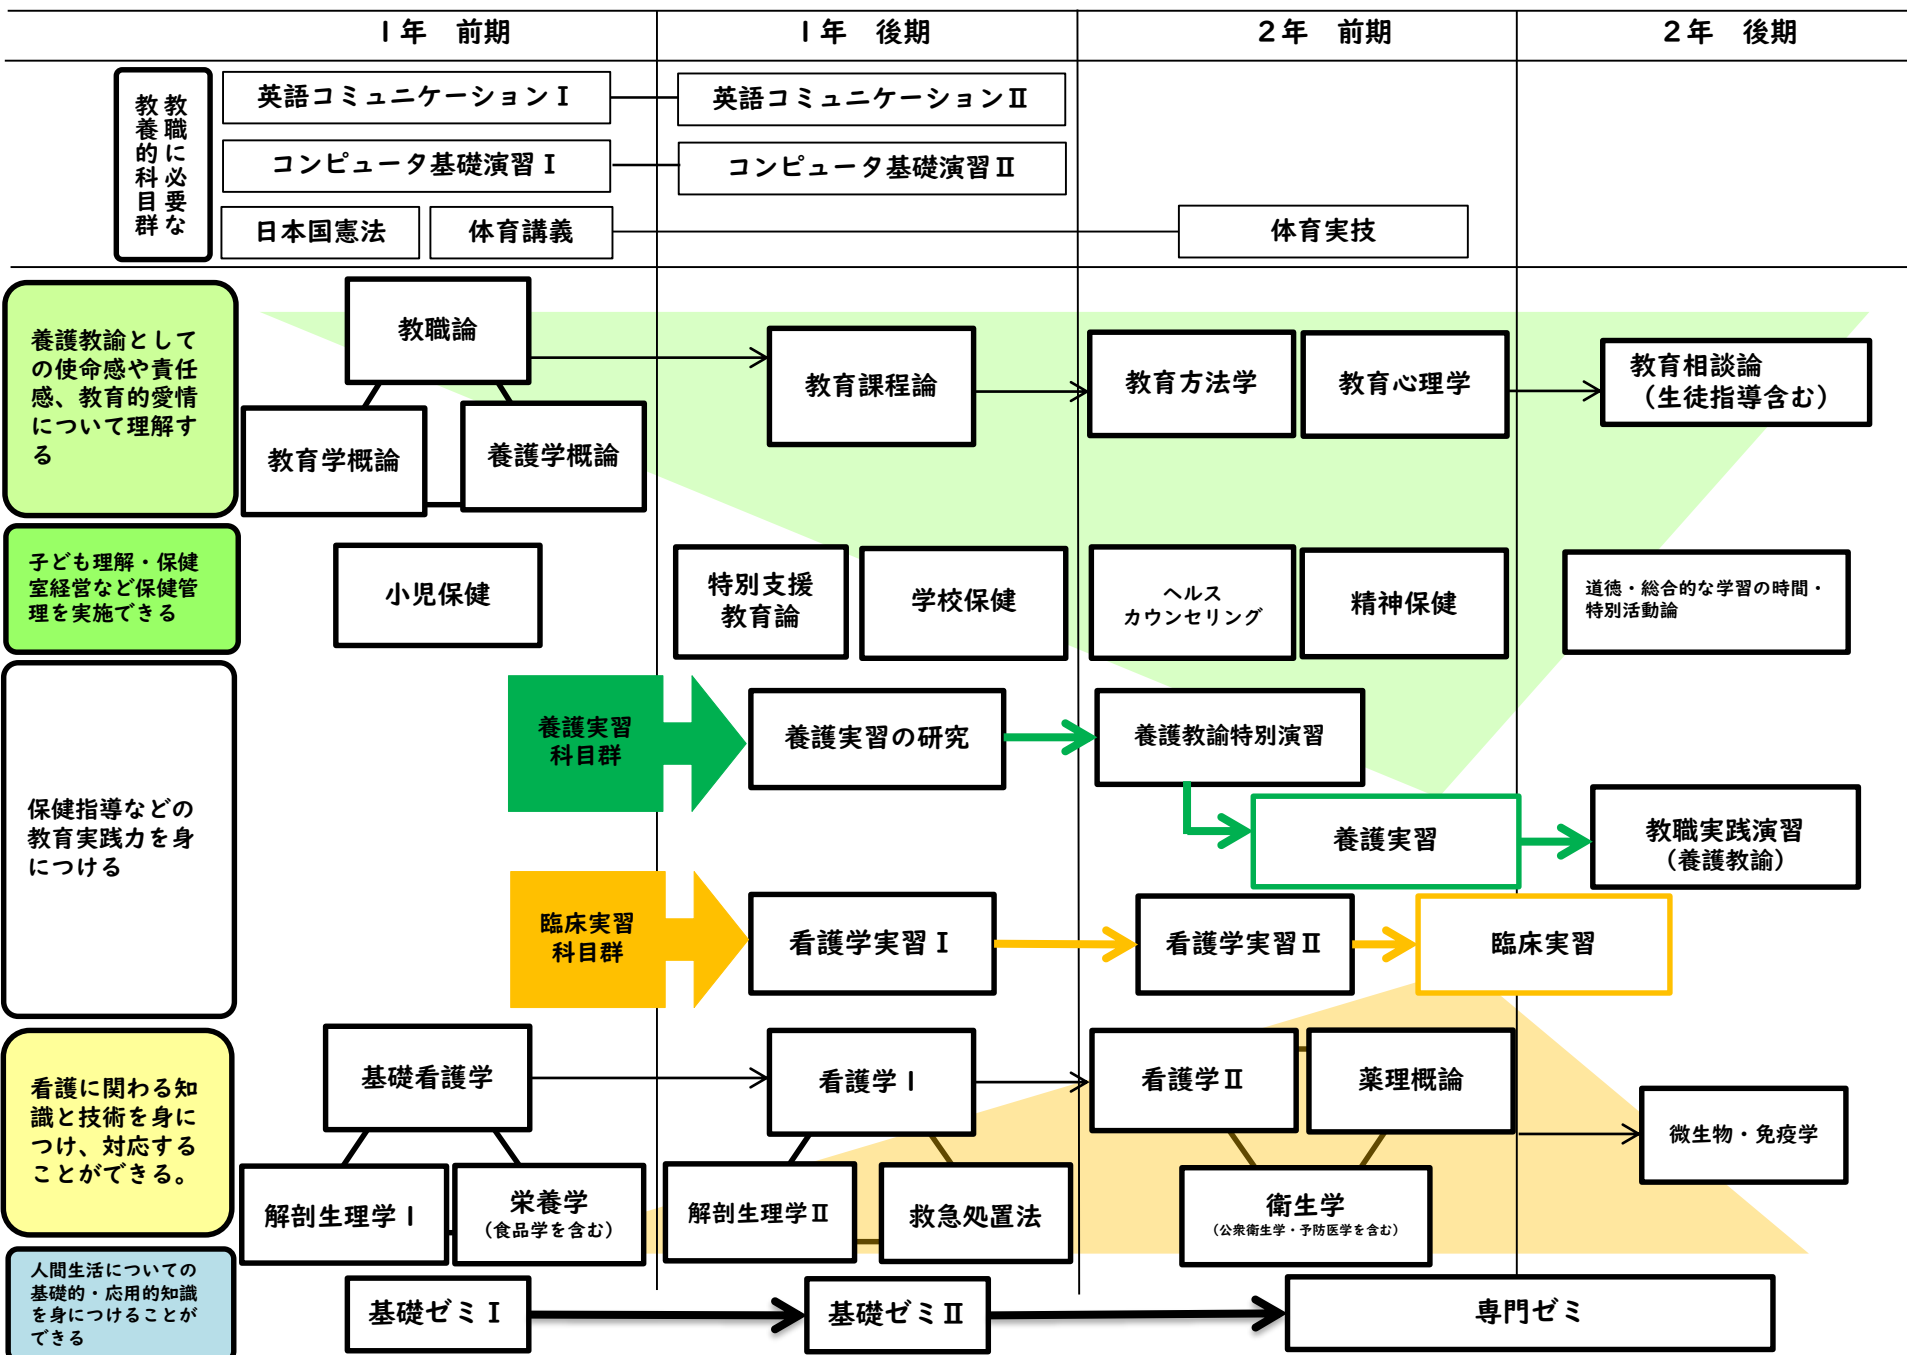 1年　前期
1年　後期
2年　前期
2年　後期
教職に必要な
教養的科目群
英語コミュニケーションⅠ
英語コミュニケーションⅡ
コンピュータ基礎演習Ⅰ
コンピュータ基礎演習Ⅱ
日本国憲法
体育講義
体育実技
養護教諭として
の使命感や責任
感、教育的愛情
について理解す
る
教職論
教育学概論
養護学概論
教育課程論
教育方法学
教育心理学
教育相談論
（生徒指導含む）
子ども理解・保健
室経営など保健管
理を実施できる
小児保健
特別支援
教育論
学校保健
ヘルス
カウンセリング
精神保健
道徳・総合的な学習の時間・
特別活動論
保健指導などの
教育実践力を身
につける
養護実習
科目群
養護実習の研究
養護教諭特別演習
養護実習
教職実践演習
（養護教諭）
臨床実習
科目群
看護学実習Ⅰ
看護学実習Ⅱ
臨床実習
看護に関わる知
識と技術を身に
つけ、対応する
ことができる。
基礎看護学
解剖生理学Ⅰ
栄養学
（食品学を含む）
看護学Ⅰ
解剖生理学Ⅱ
救急処置法
看護学Ⅱ
薬理概論
衛生学
（公衆衛生学・予防医学を含む）
微生物・免疫学
人間生活についての
基礎的・応用的知識
を身につけることが
できる
基礎ゼミⅠ
基礎ゼミⅡ
専門ゼミ